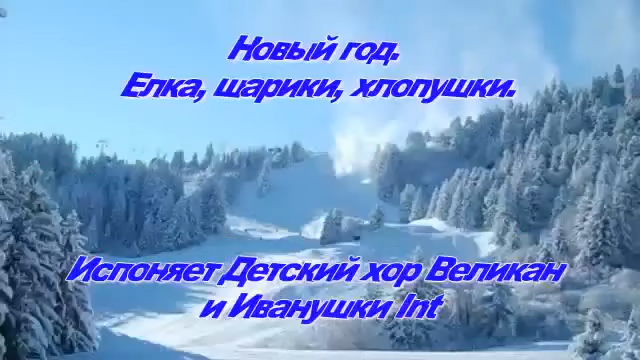 Новый год.
Елка, шарики, хлопушки.
Испоняет Детский хор Великан
и Иванушки Int